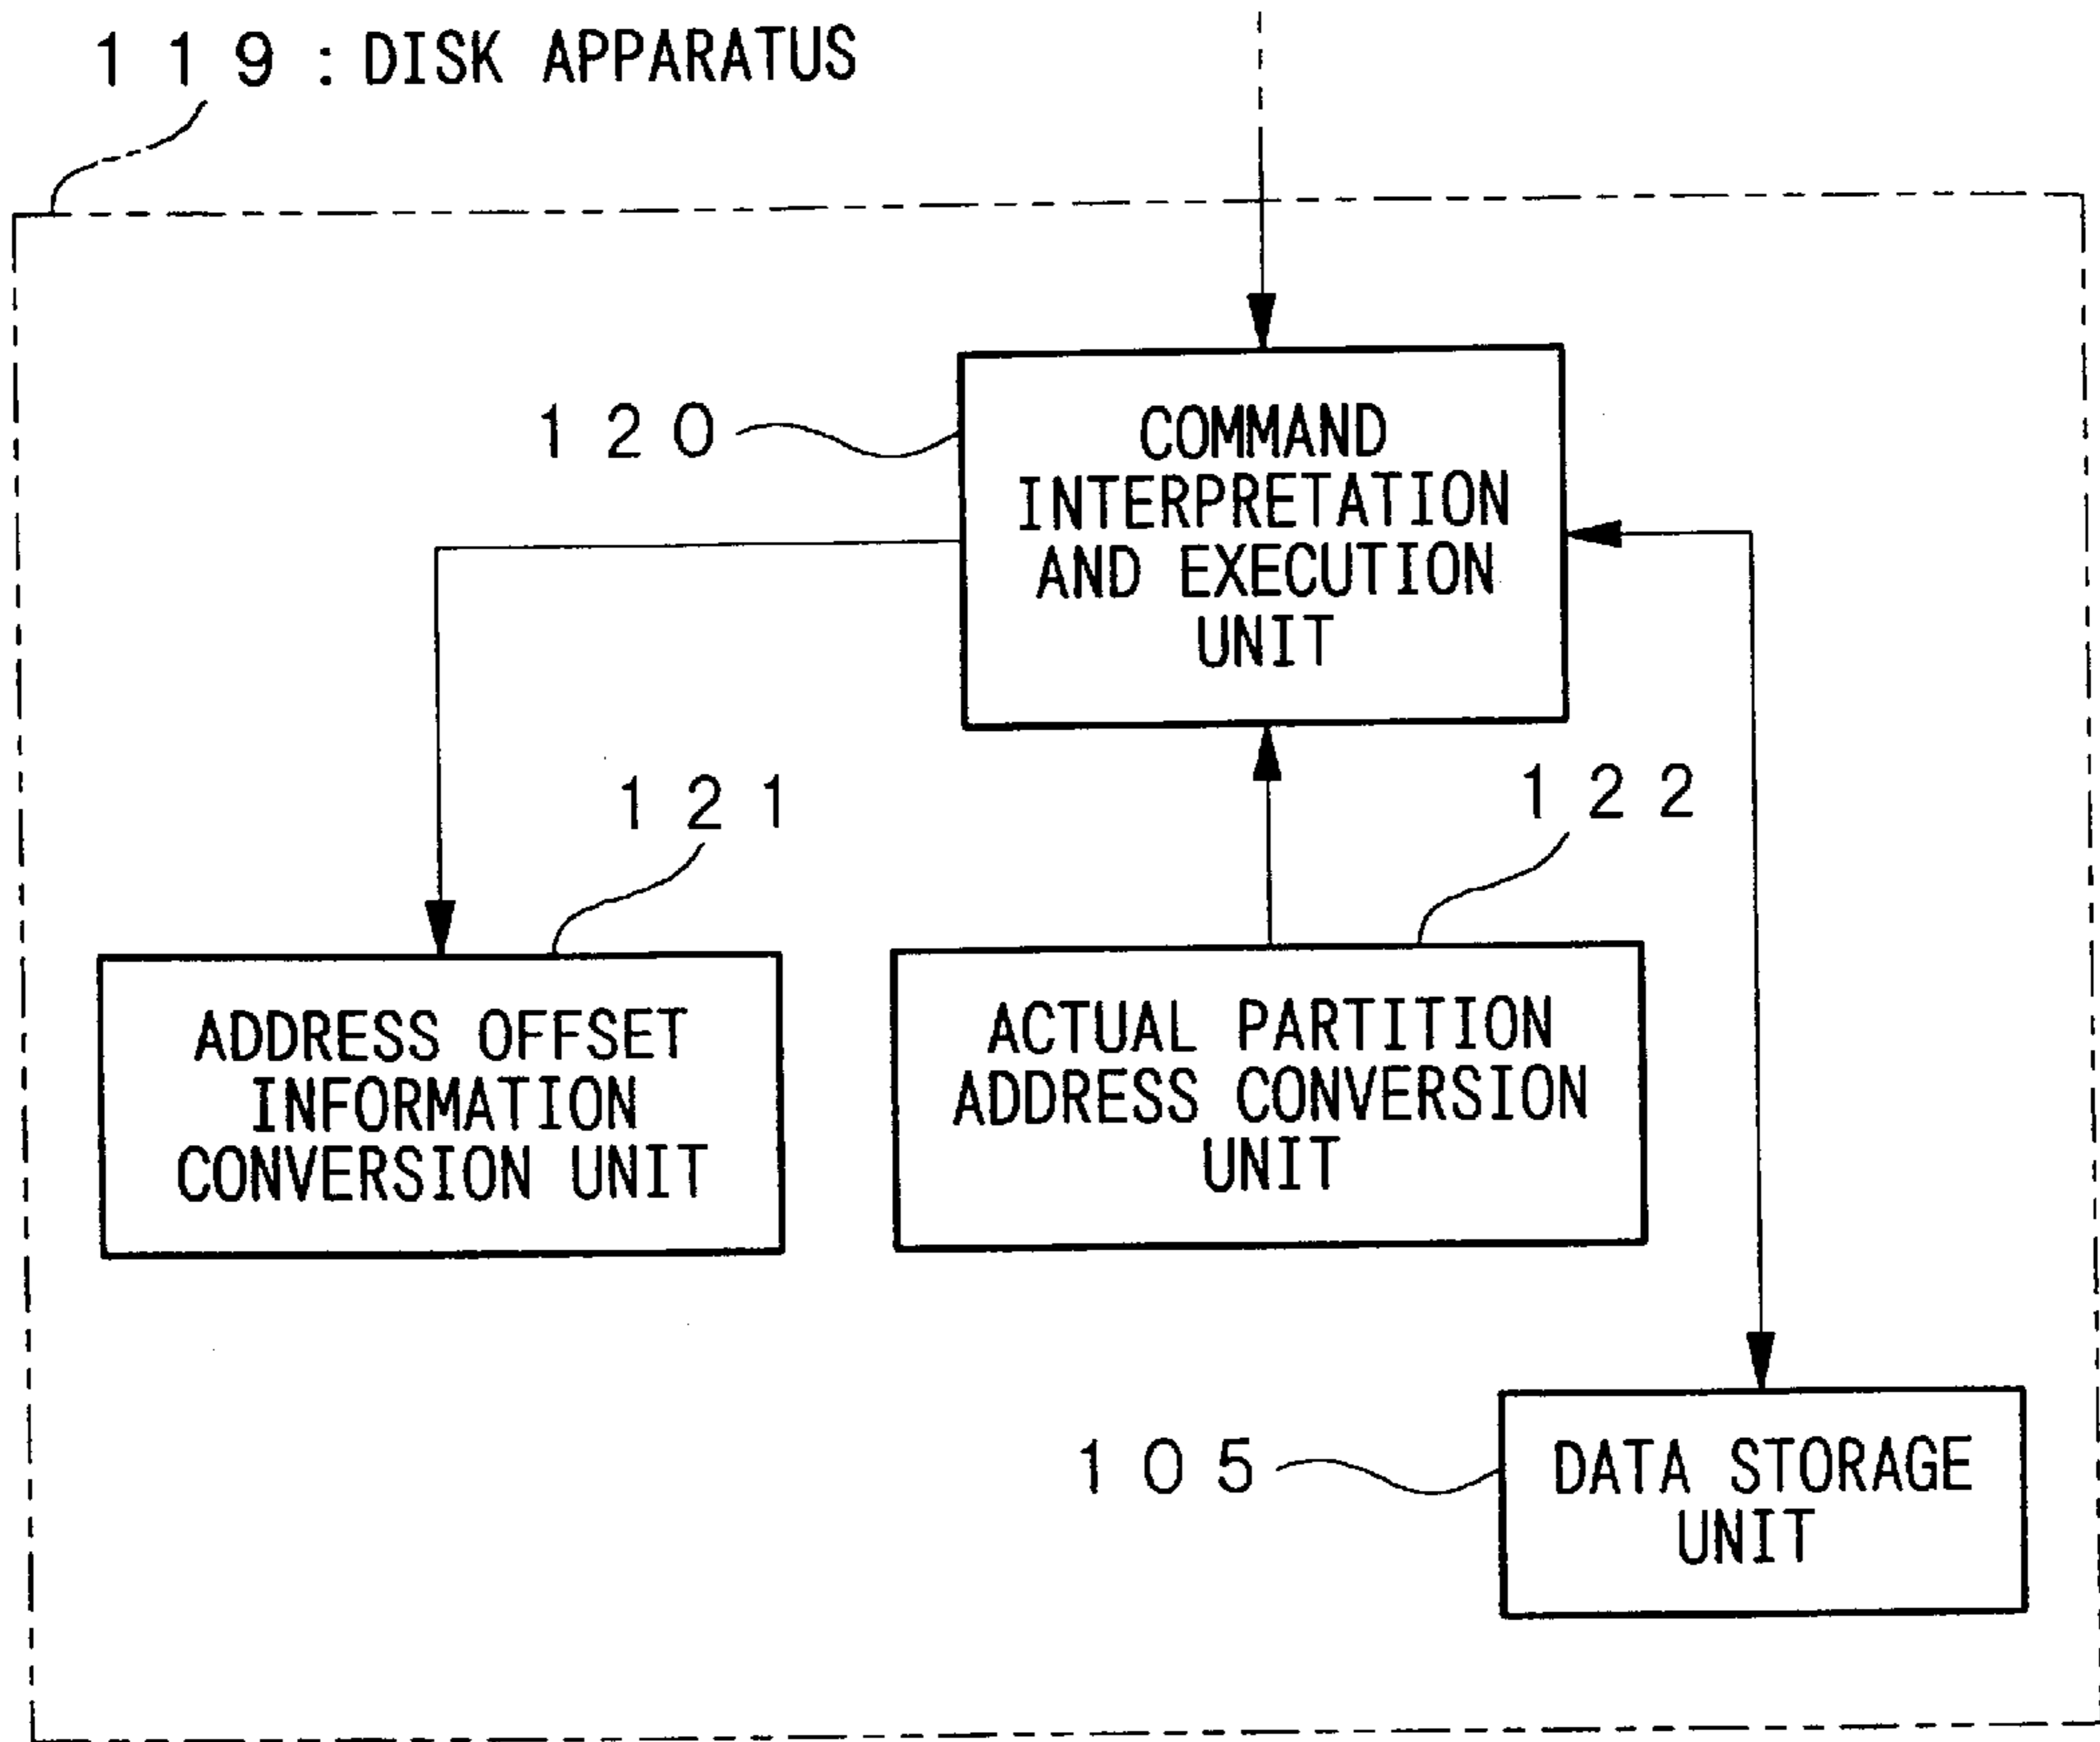 119: DISK APPARATUS
120
COMMAND
INTERPRETATION
AND EXECUTION
UNIT
121
122
ADDRESS OFFSET
INFORMATION
CONVERSION UNIT
ACTUAL PARTITION
ADDRESS CONVERSION
UNIT
105
DATA STORAGE
UNIT